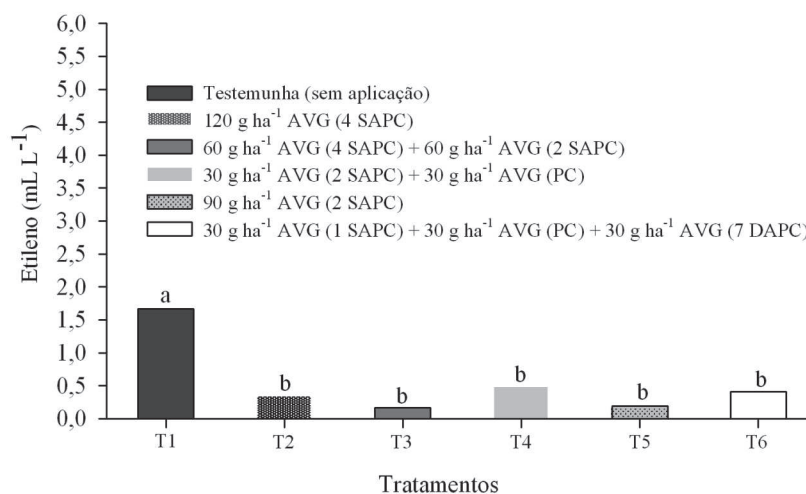 6,0
5,5
5,0
4,5
4,0
3,5
3,0
2,5
2,0
1,5
1,0
0,5
0,0
Etileno (mL L⁻¹)
Testemunha (sem aplicação)
120 g ha⁻¹ AVG (4 SAPC)
60 g ha⁻¹ AVG (4 SAPC) + 60 g ha⁻¹ AVG (2 SAPC)
30 g ha⁻¹ AVG (2 SAPC) + 30 g ha⁻¹ AVG (PC)
90 g ha⁻¹ AVG (2 SAPC)
30 g ha⁻¹ AVG (1 SAPC) + 30 g ha⁻¹ AVG (PC) + 30 g ha⁻¹ AVG (7 DAPC)
a b b b b b
T1 T2 T3 T4 T5 T6
Tratamentos